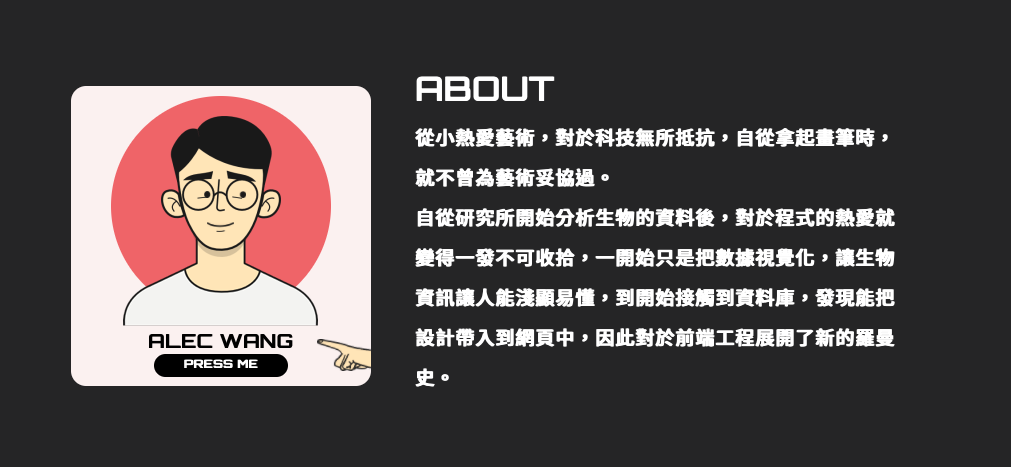 ABOUT
從小熱愛藝術，對於科技無所抵抗，自從拿起畫筆時，
就不曾為藝術妥協過。
自從研究所開始分析生物的資料後，對於程式的熱愛就
變得一發不可收拾，一開始只是把數據視覺化，讓生物
資訊讓人能淺顯易懂，到開始接觸到資料庫，發現能把
設計帶入到網頁中，因此對於前端工程展開了新的羅曼
史。
ALEC WANG
PRESS ME